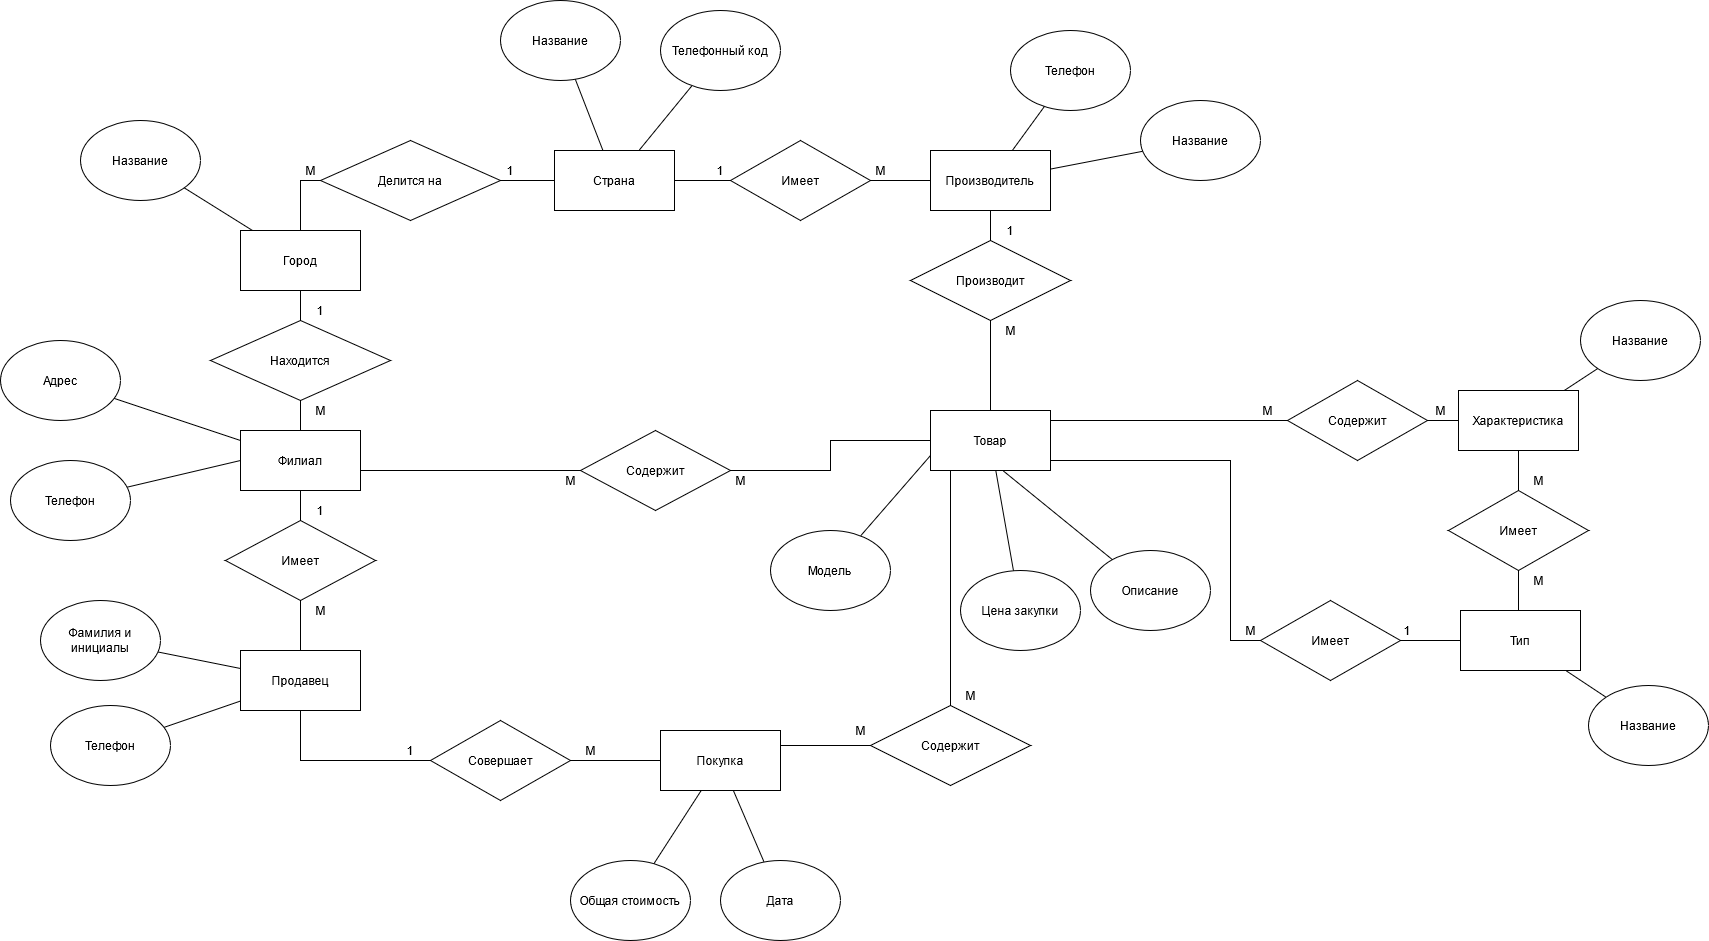 Название
Телефонный код
Телефон
Название
Название
М
Делится на
1
Страна
1
Имеет
М
Производитель
1
Город
Производит
1
М
Находится
Название
Адрес
М
М
Содержит
М
Характеристика
Товар
Филиал
Содержит
М
М
М
Телефон
1
Имеет
Имеет
Модель
М
М
Описание
Цена закупки
Фамилия и
инициалы
М
Имеет
1
Тип
Продавец
М
Название
Телефон
1
Совершает
М
Покупка
М
Содержит
Общая стоимость
Дата